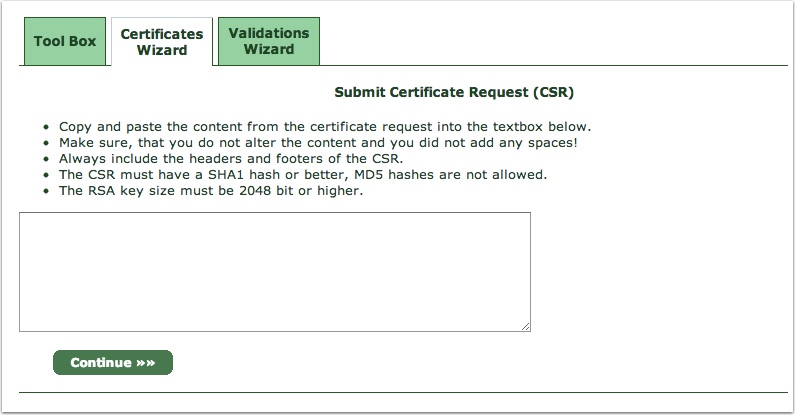 Tool Box
Certificates
Wizard
Validations
Wizard
Submit Certificate Request (CSR)
Copy and paste the content from the certificate request into the textbox below.
Make sure, that you do not alter the content and you did not add any spaces!
Always include the headers and footers of the CSR.
The CSR must have a SHA1 hash or better, MD5 hashes are not allowed.
The RSA key size must be 2048 bit or higher.
Continue »»